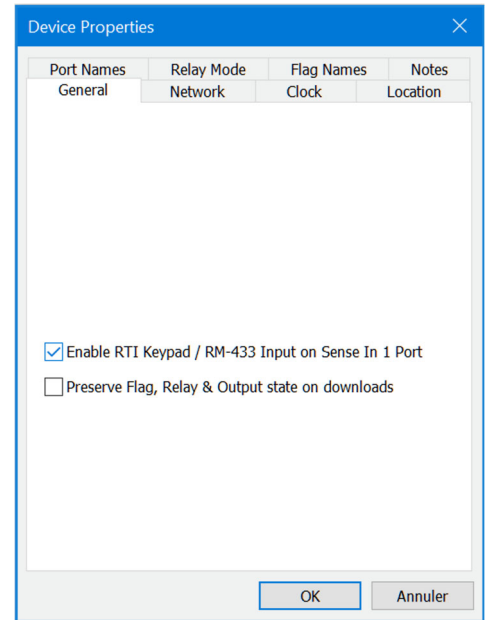 Device Properties
Port Names Relay Mode Flag Names Notes
General Network Clock Location
Enable RTI Keypad / RM-433 Input on Sense In 1 Port
Preserve Flag, Relay & Output state on downloads
OK Annuler